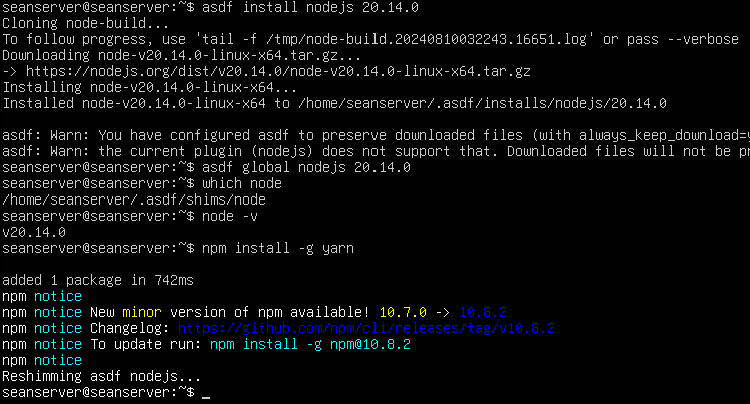 seanserver@seanserver:~$ asdf install nodejs 20.14.0
Cloning node-build...
To follow progress, use 'tail -f /tmp/node-build.20240810032243.16651.log' or pass --verbose
Downloading node-v20.14.0-linux-x64.tar.gz...
-> https://nodejs.org/dist/v20.14.0/node-v20.14.0-linux-x64.tar.gz
Installing node-v20.14.0-linux-x64...
Installed node-v20.14.0-linux-x64 to /home/seanserver/.asdf/installs/nodejs/20.14.0
asdf: Warn: You have configured asdf to preserve downloaded files (with always_keep_download=y
asdf: Warn: the current plugin (nodejs) does not support that. Downloaded files will not be pr
seanserver@seanserver:~$ asdf global nodejs 20.14.0
seanserver@seanserver:~$ which node
/home/seanserver/.asdf/shims/node
seanserver@seanserver:~$ node -v
v20.14.0
seanserver@seanserver:~$ npm install -g yarn
added 1 package in 742ms
npm notice
npm notice New minor version of npm available! 10.7.0 -> 10.8.2
npm notice Changelog: https://github.com/npm/cli/releases/tag/v10.8.2
npm notice To update run: npm install -g npm@10.8.2
npm notice
Reshimming asdf nodejs...
seanserver@seanserver:~$ _